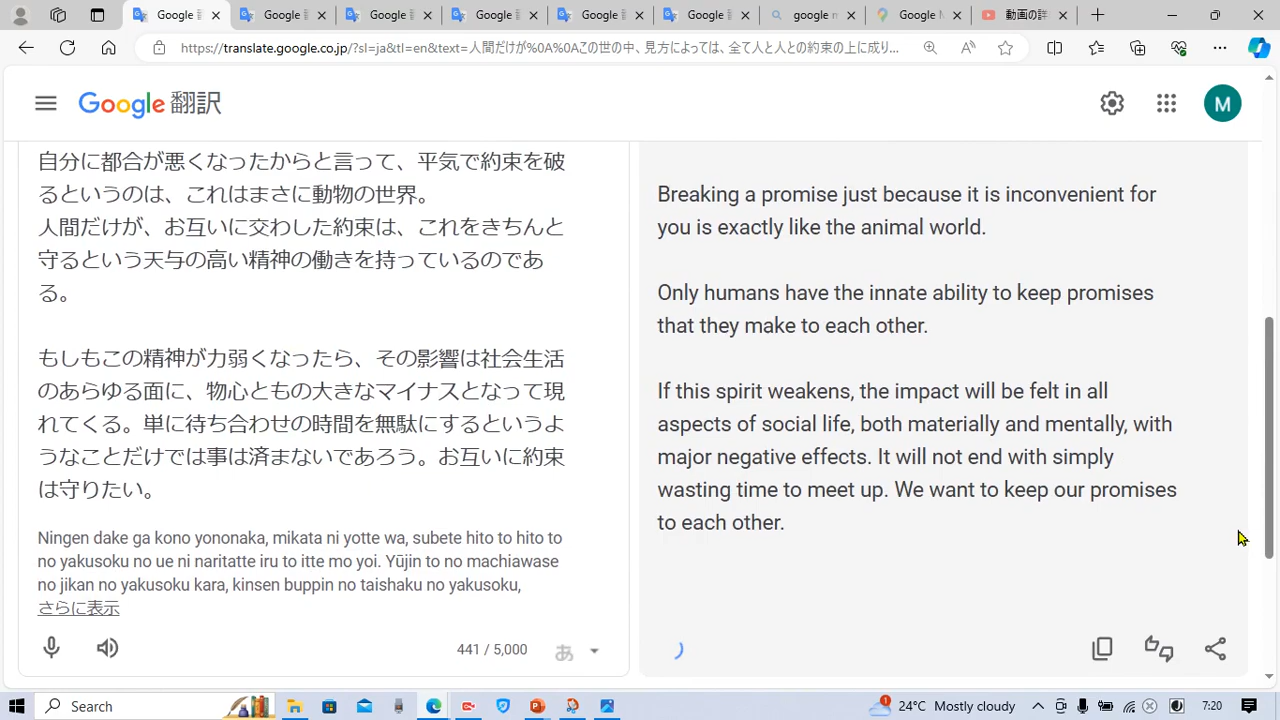 Google
Google
Google
Google
Google
Google
google m
Google M
動画の詳
https://translate.google.co.jp/?sl=ja&tl=en&text=人間だけが%0A%0Aこの世の中、見方によっては、全て人と人との約束の上に成り...
Google 翻訳
M
自分に都合が悪くなったからと言って、平気で約束を破
るというのは、これはまさに動物の世界。
人間だけが、お互いに交わした約束は、これをきちんと
守るという天与の高い精神の働きを持っているのであ
る。
もしもこの精神が力弱くなったら、その影響は社会生活
のあらゆる面に、物心ともの大きなマイナスとなって現
れてくる。単に待ち合わせの時間を無駄にするというよ
うなことだけでは事は済まないであろう。お互いに約束
は守りたい。
Ningen dake ga kono yononaka, mikata ni yotte wa, subete hito to hito to
no yakusoku no ue ni naritatte iru to itte mo yoi. Yūjin to no machiawase
no jikan no yakusoku kara, kinsen buppin no taishaku no yakusoku,
さらに表示
441 / 5,000
あ
Breaking a promise just because it is inconvenient for
you is exactly like the animal world.
Only humans have the innate ability to keep promises
that they make to each other.
If this spirit weakens, the impact will be felt in all
aspects of social life, both materially and mentally, with
major negative effects. It will not end with simply
wasting time to meet up. We want to keep our promises
to each other.
Search
1
24°C Mostly cloudy
7:20